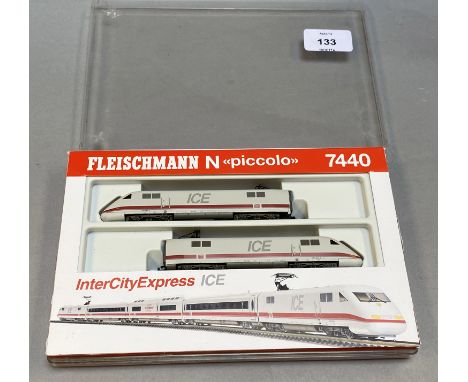 133
FLEISCHMANN N «piccolo» 7440
ICE
ICE
InterCityExpress ICE
ICE